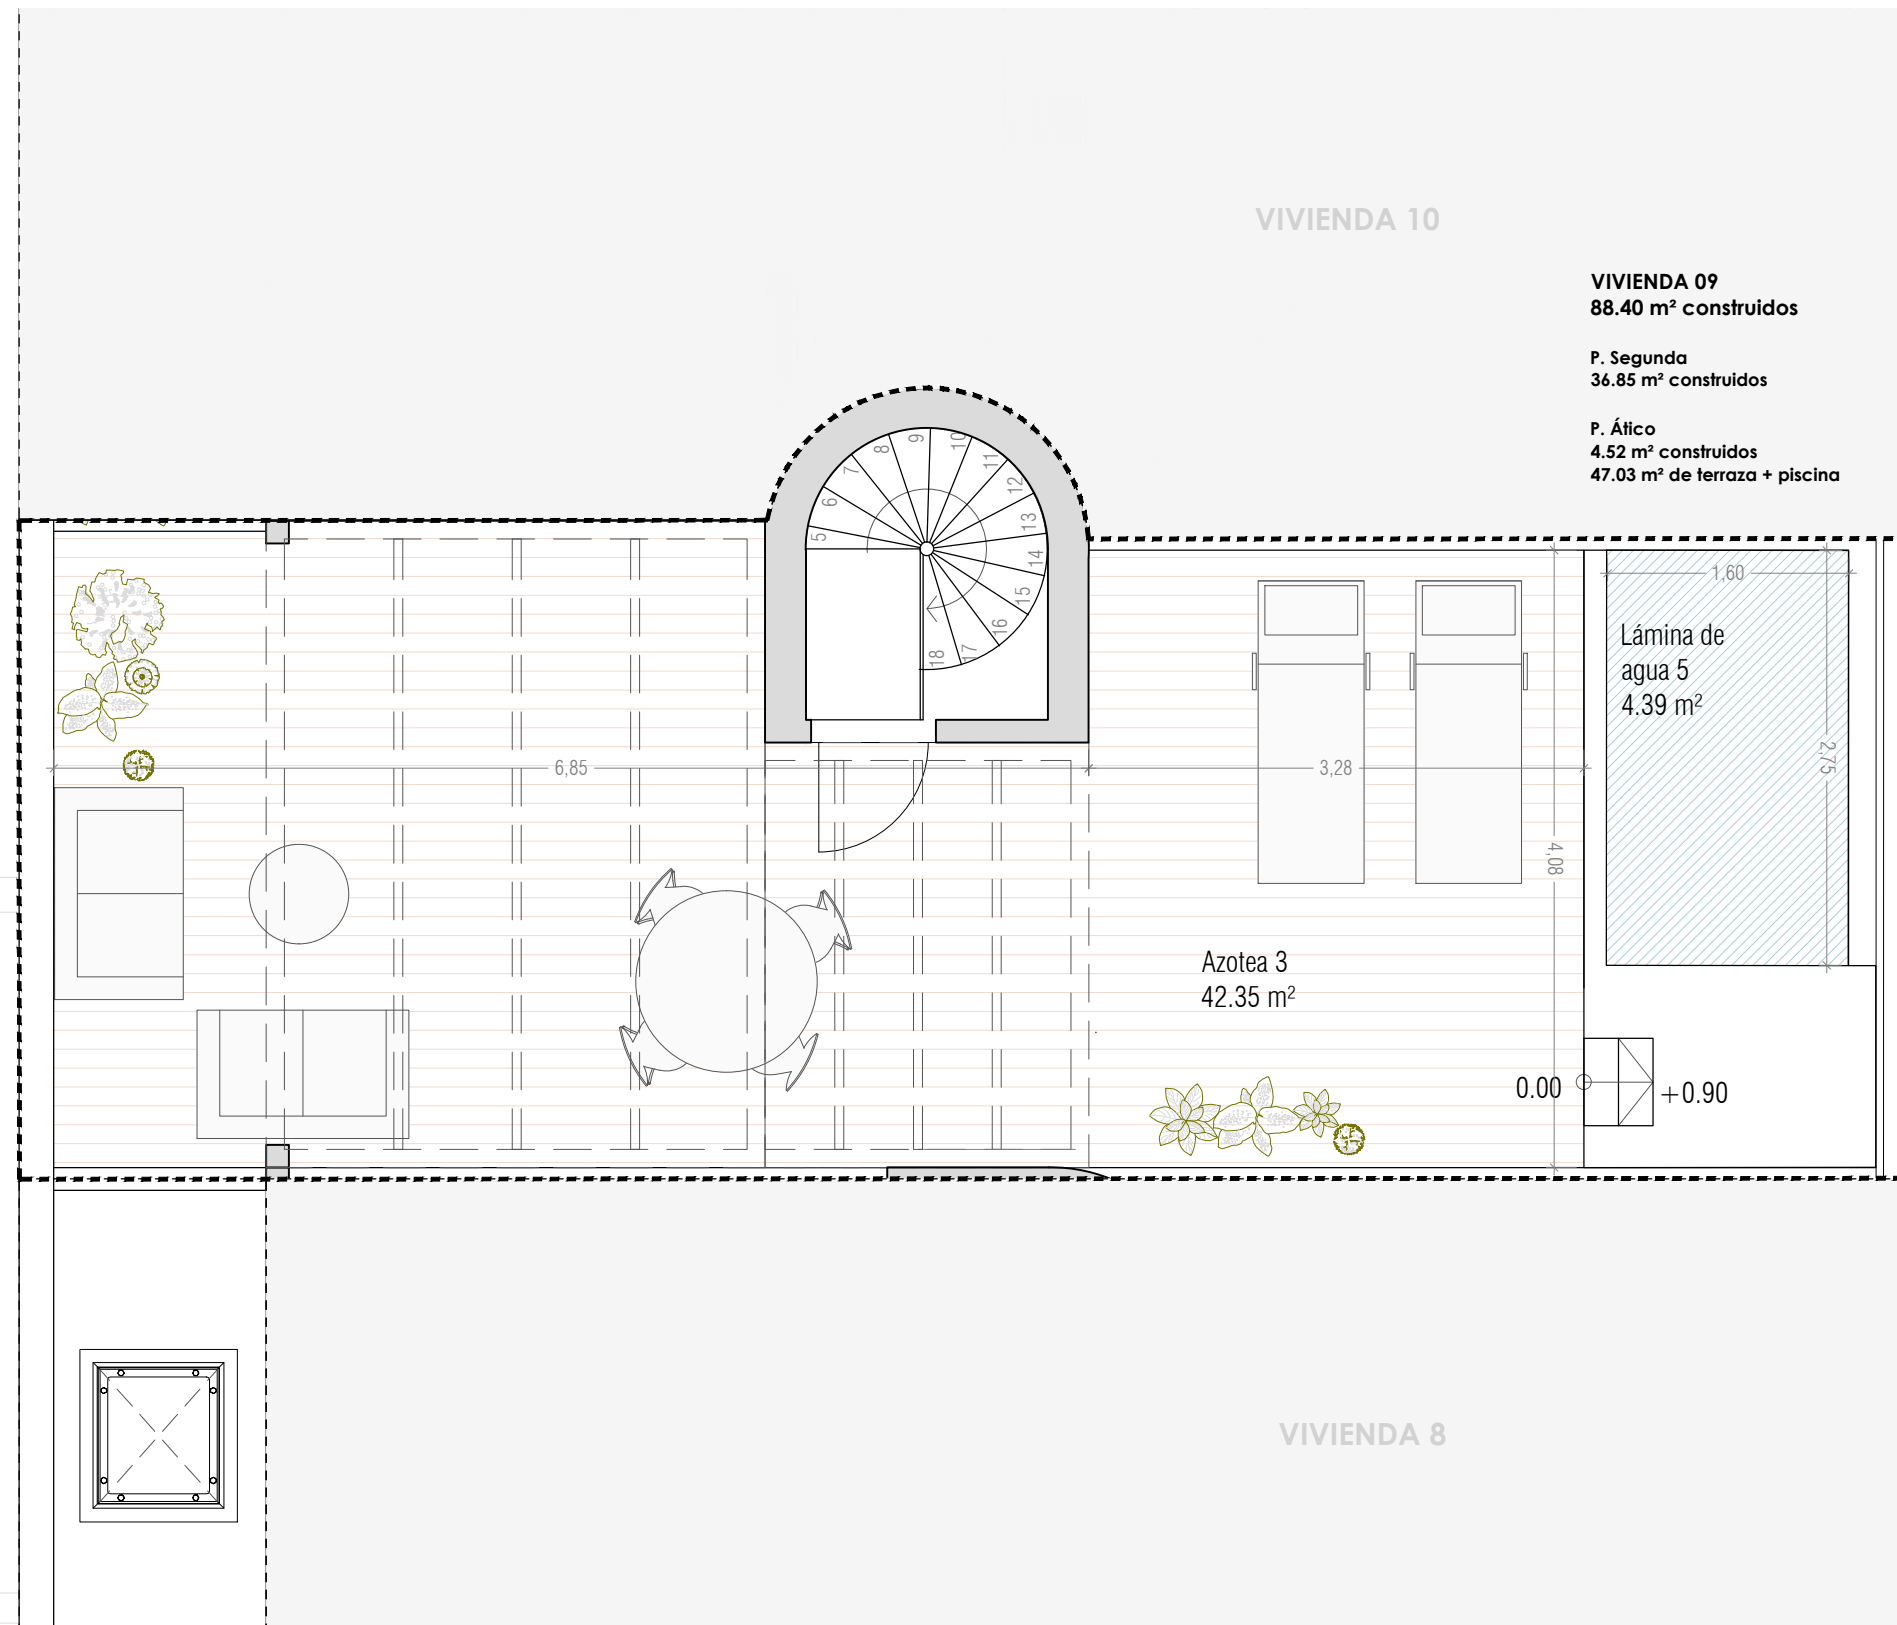 VIVIENDA 10
VIVIENDA 09
88.40 m² construidos
P. Segunda
36.85 m² construidos
P. Ático
4.52 m² construidos
47.03 m² de terraza + piscina
5
6
7
8
9
10
11
12
13
14
15
16
17
18
1,60
Lámina de
agua 5
4.39 m²
2,75
6,85
3,28
4,08
Azotea 3
42.35 m²
0.00
+0.90
VIVIENDA 8